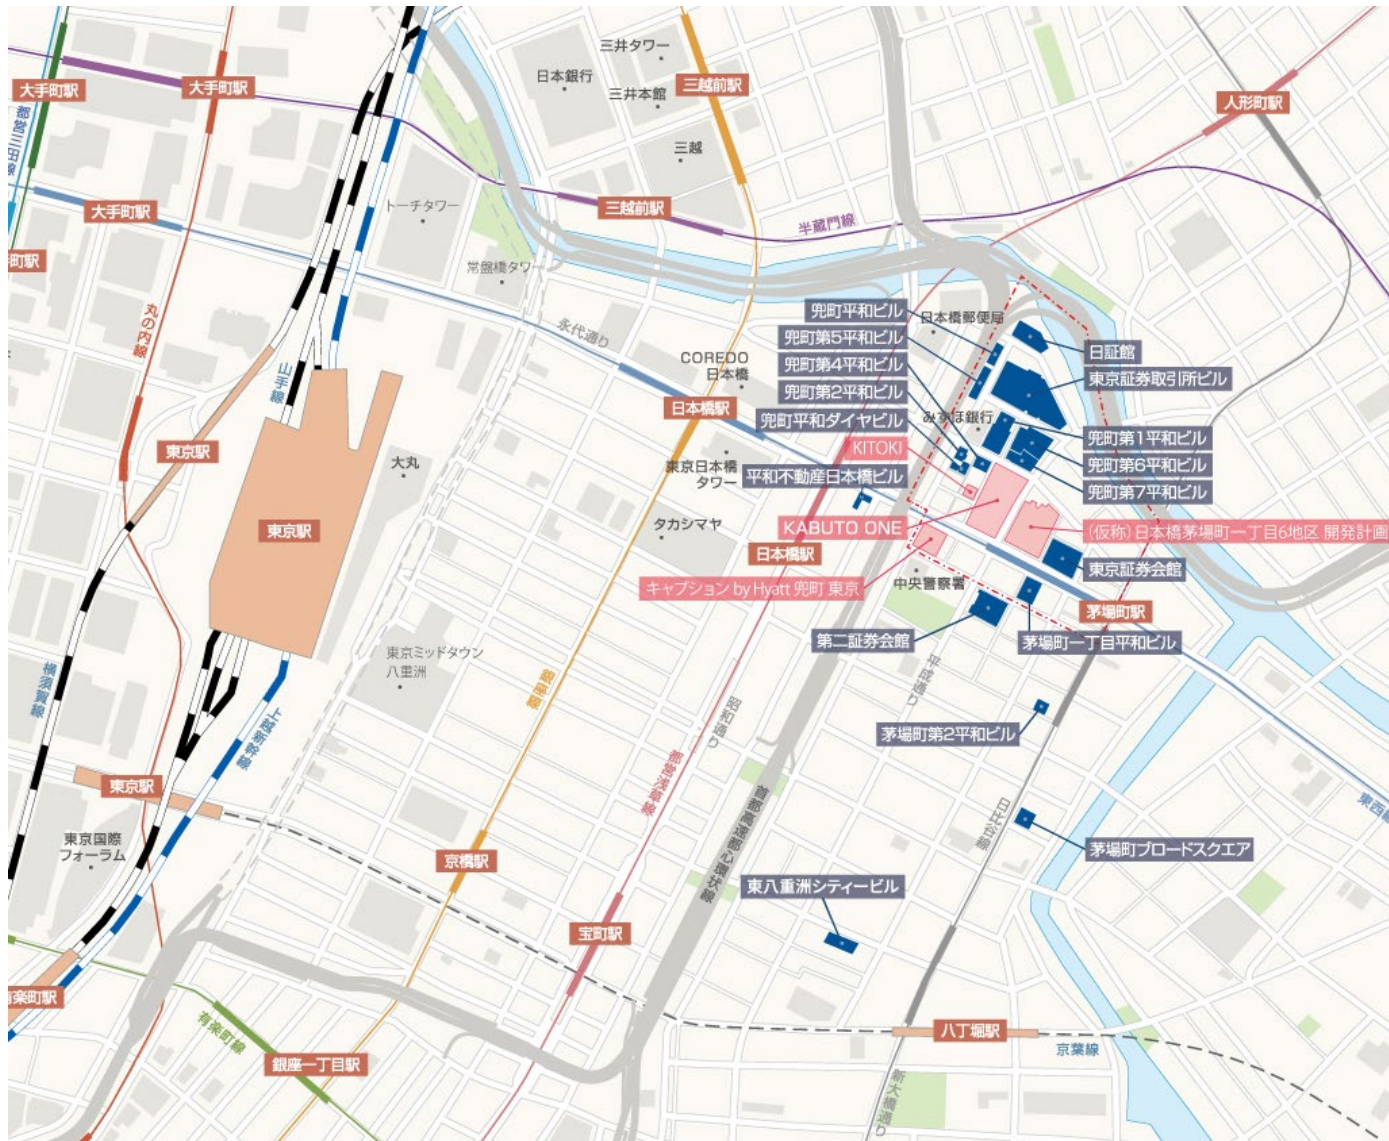 三井タワー
日本銀行
三井本館
三越前駅
大手町駅
大手町駅
人形町駅
都営三田線
三越
トーチタワー
大手町駅
三越前駅
半蔵門線
常盤橋タワー
丸の内線
永代通り
山手線
兜町平和ビル
日本橋郵便局
兜町第5平和ビル
日証館
COREDO
日本橋
兜町第4平和ビル
東京証券取引所ビル
兜町第2平和ビル
日本橋駅
みずほ銀行
兜町平和ダイヤビル
兜町第1平和ビル
KITOKI
東京駅
大丸
東京日本橋
タワー
兜町第6平和ビル
平和不動産日本橋ビル
兜町第7平和ビル
東京駅
タカシマヤ
KABUTO ONE
(仮称)日本橋茅場町一丁目6地区 開発計画
日本橋駅
東京証券会館
キャプション by Hyatt 兜町 東京
中央警察署
茅場町駅
第二証券会館
茅場町一丁目平和ビル
東京ミッドタウン
八重洲
横須賀線
銀座線
平成通り
昭和通り
上越新幹線
茅場町第2平和ビル
都営浅草線
東京駅
首都高速都心環状線
日比谷線
東西線
東京国際
フォーラム
京橋駅
茅場町ブロードスクエア
東八重洲シティービル
宝町駅
有楽町駅
有楽町線
八丁堀駅
京葉線
銀座一丁目駅
新大橋通り